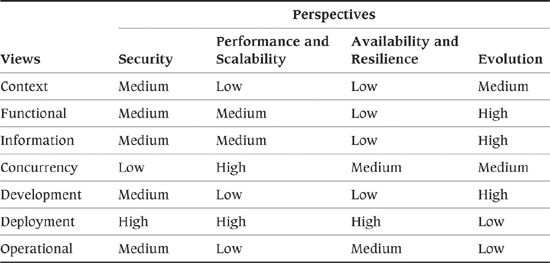 Perspectives
Performance and Availability and
Views Security Scalability Resilience Evolution
Context Medium Low Low Medium
Functional Medium Medium Low High
Information Medium Medium Low High
Concurrency Low High Medium Medium
Development Medium Low Low High
Deployment High High High Low
Operational Medium Low Medium Low